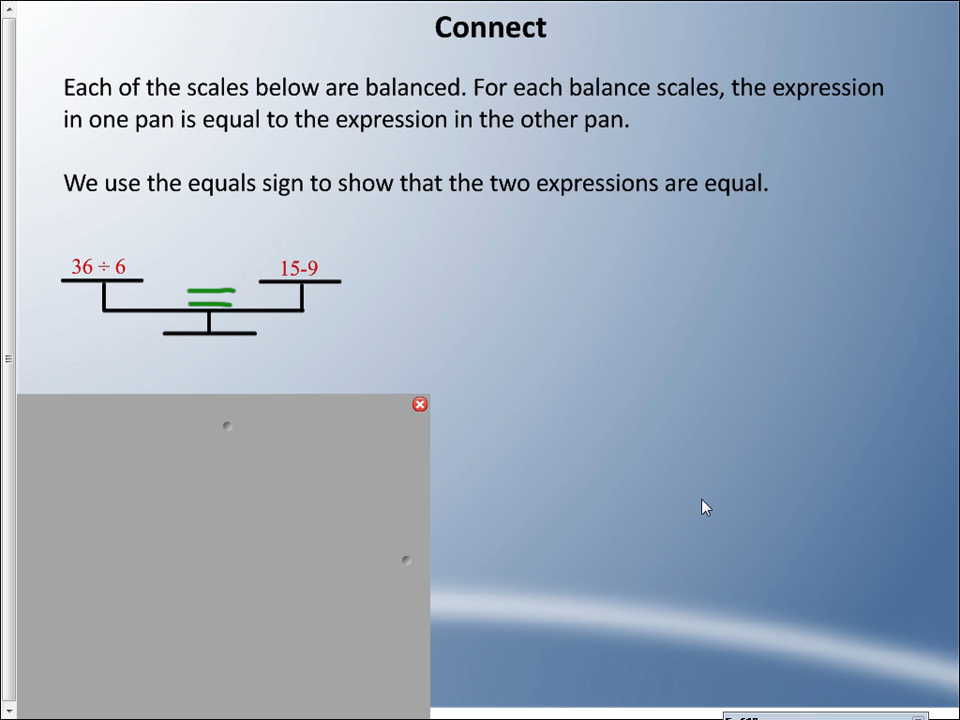 Connect
Each of the scales below are balanced. For each balance scales, the expression
in one pan is equal to the expression in the other pan.
We use the equals sign to show that the two expressions are equal.
36 ÷ 6 = 15-9